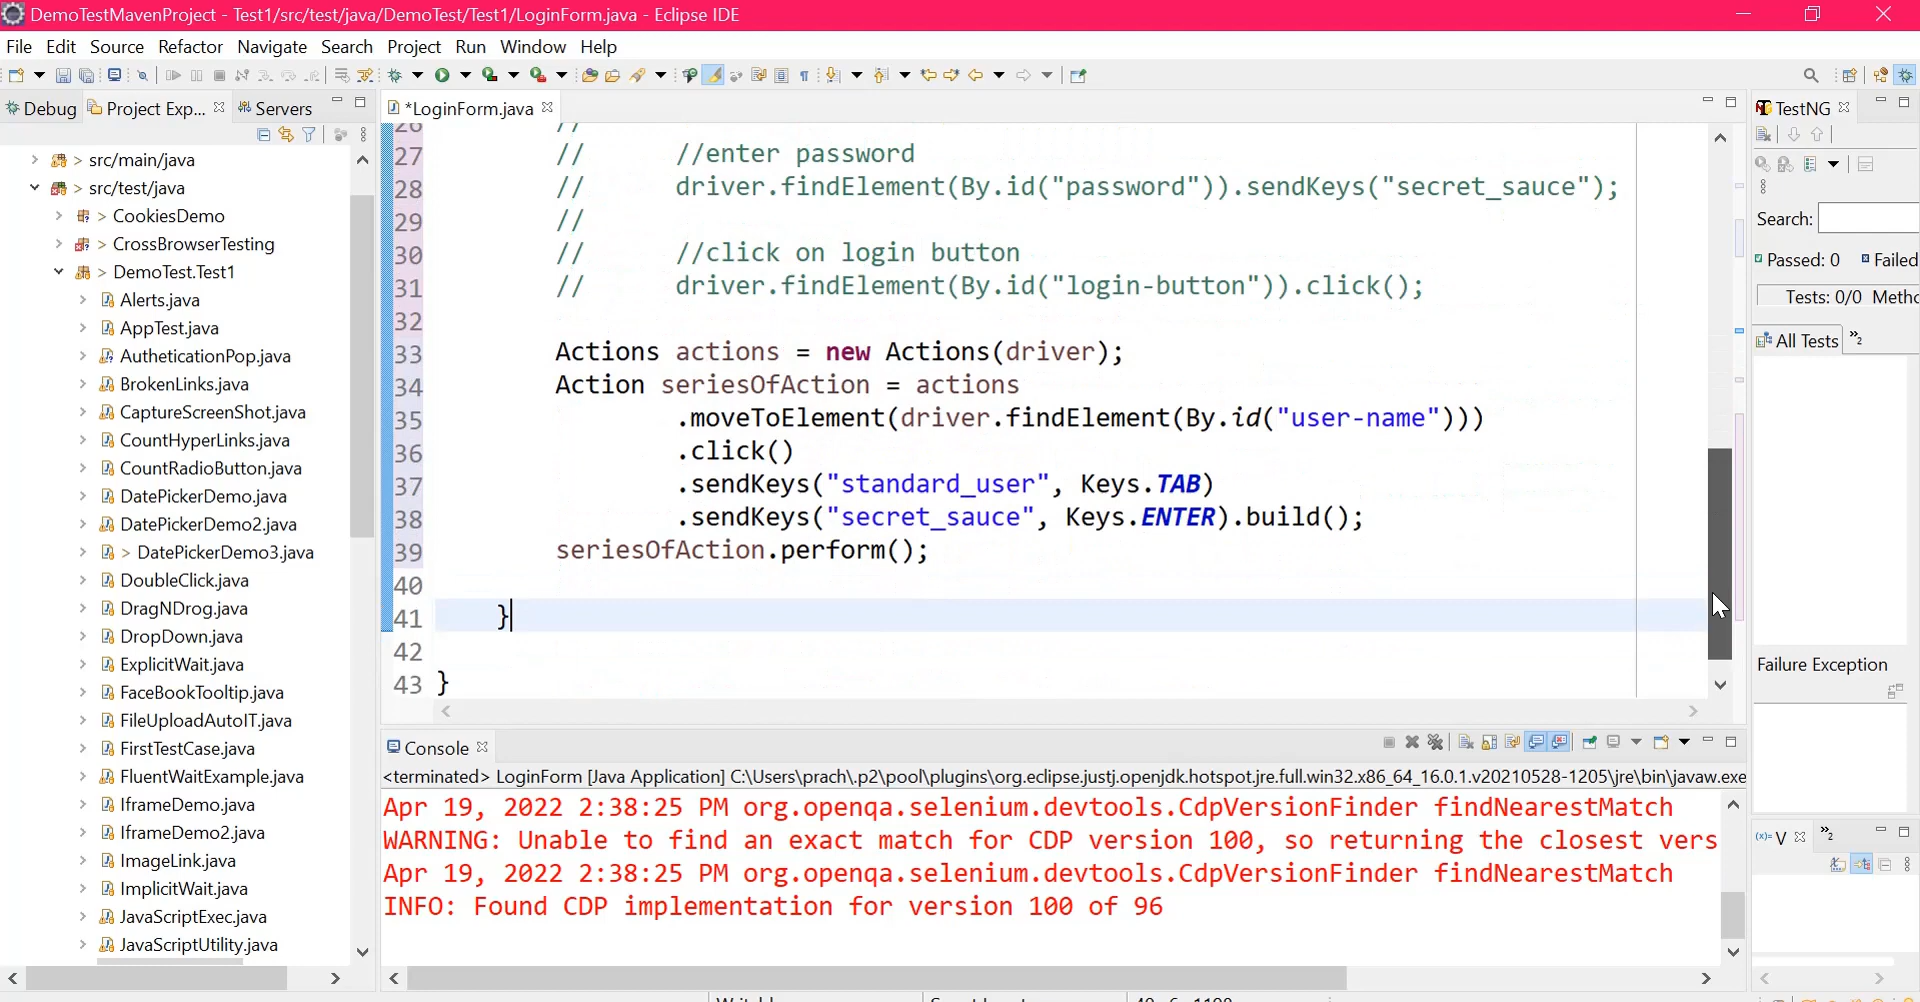 DemoTestMavenProject - Test1/src/test/java/DemoTest/Test1/LoginForm.java - Eclipse IDE
File Edit Source Refactor Navigate Search Project Run Window Help
Debug Project Exp... Servers
> src/main/java
> src/test/java
> CookiesDemo
> CrossBrowserTesting
> DemoTest.Test1
Alerts.java
AppTest.java
AutheticationPop.java
BrokenLinks.java
CaptureScreenShot.java
CountHyperLinks.java
CountRadioButton.java
DatePickerDemo.java
DatePickerDemo2.java
> DatePickerDemo3.java
DoubleClick.java
DragNDrog.java
DropDown.java
ExplicitWait.java
FaceBookTooltip.java
FileUploadAutoIT.java
FirstTestCase.java
FluentWaitExample.java
IframeDemo.java
IframeDemo2.java
ImageLink.java
ImplicitWait.java
JavaScriptExec.java
JavaScriptUtility.java
*LoginForm.java
26 //
27 // //enter password
28 // driver.findElement(By.id("password")).sendKeys("secret_sauce");
29 //
30 // //click on login button
31 // driver.findElement(By.id("login-button")).click();
32
33 Actions actions = new Actions(driver);
34 Action seriesOfAction = actions
35 .moveToElement(driver.findElement(By.id("user-name")))
36 .click()
37 .sendKeys("standard_user", Keys.TAB)
38 .sendKeys("secret_sauce", Keys.ENTER).build();
39 seriesOfAction.perform();
40
41 }
42
43 }
Console
<terminated> LoginForm [Java Application] C:\Users\prach\.p2\pool\plugins\org.eclipse.justj.openjdk.hotspot.jre.full.win32.x86_64_16.0.1.v20210528-1205\jre\bin\javaw.exe
Apr 19, 2022 2:38:25 PM org.openqa.selenium.devtools.CdpVersionFinder findNearestMatch
WARNING: Unable to find an exact match for CDP version 100, so returning the closest vers
Apr 19, 2022 2:38:25 PM org.openqa.selenium.devtools.CdpVersionFinder findNearestMatch
INFO: Found CDP implementation for version 100 of 96
TestNG
Search:
Passed: 0 Failed
Tests: 0/0 Metho
All Tests
Failure Exception
(x)= V